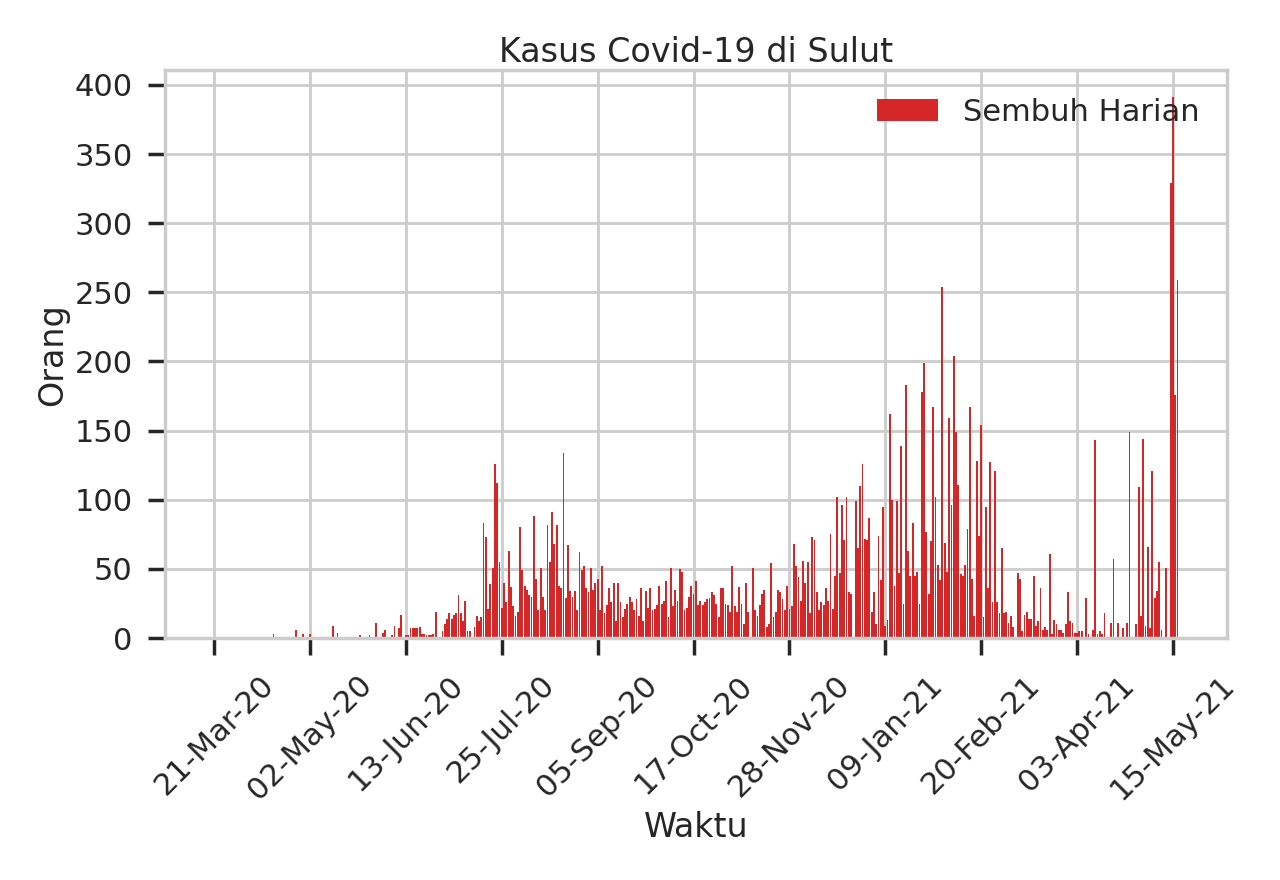 Kasus Covid-19 di Sulut
Sembuh Harian
Orang
400
350
300
250
200
150
100
50
0
21-Mar-20
02-May-20
13-Jun-20
25-Jul-20
05-Sep-20
17-Oct-20
28-Nov-20
09-Jan-21
20-Feb-21
03-Apr-21
15-May-21
Waktu